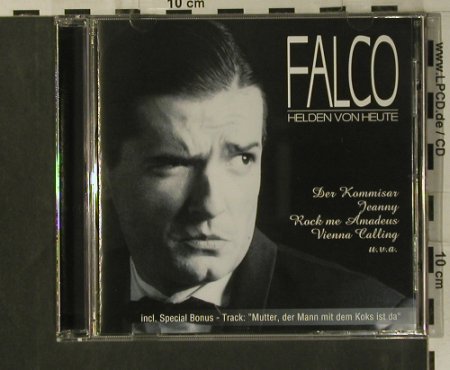 10 cm
FALCO
HELDEN VON HEUTE
Der Kommisar
Jeanny
Rock me Amadeus
Vienna Calling
u.v.a.
incl. Special Bonus - Track: "Mutter, der Mann mit dem Koks ist da"
www.LPCD.de / CD
10 cm